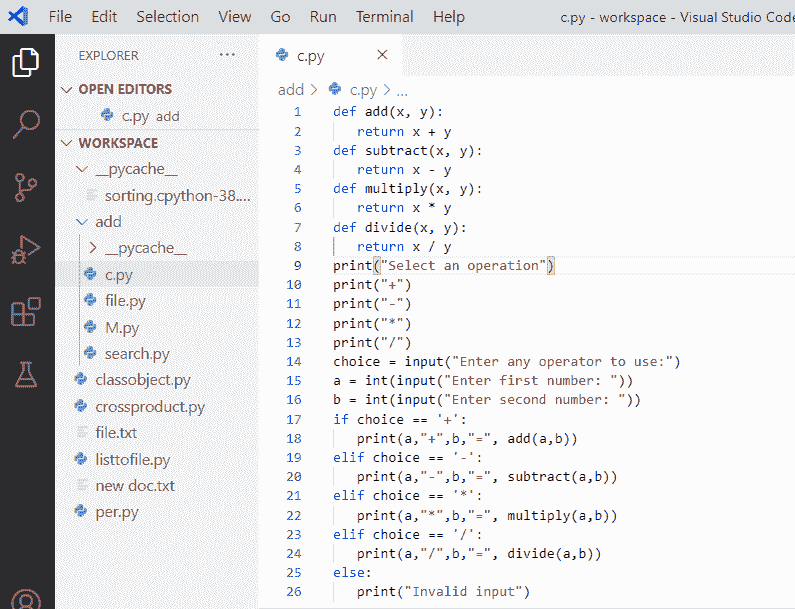 File Edit Selection View Go Run Terminal Help c.py - workspace - Visual Studio Code
EXPLORER ...
OPEN EDITORS
c.py add
WORKSPACE
__pycache__
sorting.cpython-38....
add
__pycache__
c.py
file.py
M.py
search.py
classobject.py
crossproduct.py
file.txt
listtofile.py
new doc.txt
per.py
c.py ×
add > c.py > ...
1 def add(x, y):
2    return x + y
3 def subtract(x, y):
4    return x - y
5 def multiply(x, y):
6    return x * y
7 def divide(x, y):
8    return x / y
9 print("Select an operation")
10 print("+")
11 print("-")
12 print("*")
13 print("/")
14 choice = input("Enter any operator to use:")
15 a = int(input("Enter first number: "))
16 b = int(input("Enter second number: "))
17 if choice == '+':
18    print(a,"+",b,"=", add(a,b))
19 elif choice == '-':
20    print(a,"-",b,"=", subtract(a,b))
21 elif choice == '*':
22    print(a,"*",b,"=", multiply(a,b))
23 elif choice == '/':
24    print(a,"/",b,"=", divide(a,b))
25 else:
26    print("Invalid input")